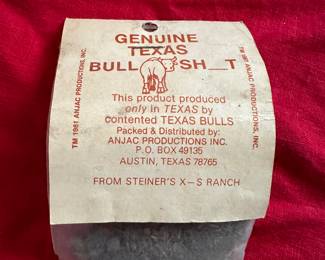 GENUINE
TEXAS
BULL SH__T
This product produced
only in TEXAS by
contented TEXAS BULLS
Packed & Distributed by:
ANJAC PRODUCTIONS INC.
P.O. BOX 49135
AUSTIN, TEXAS 78765
FROM STEINER'S X–S RANCH
TM 1981 ANJAC PRODUCTIONS, INC.
TM 1981 ANJAC PRODUCTIONS, INC.